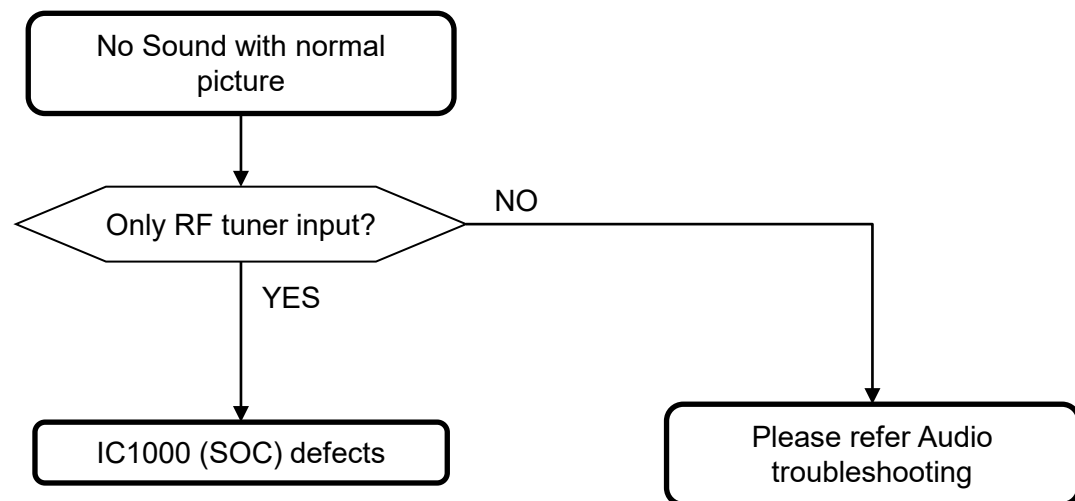 No Sound with normal
picture
Only RF tuner input?
NO
YES
IC1000 (SOC) defects
Please refer Audio
troubleshooting